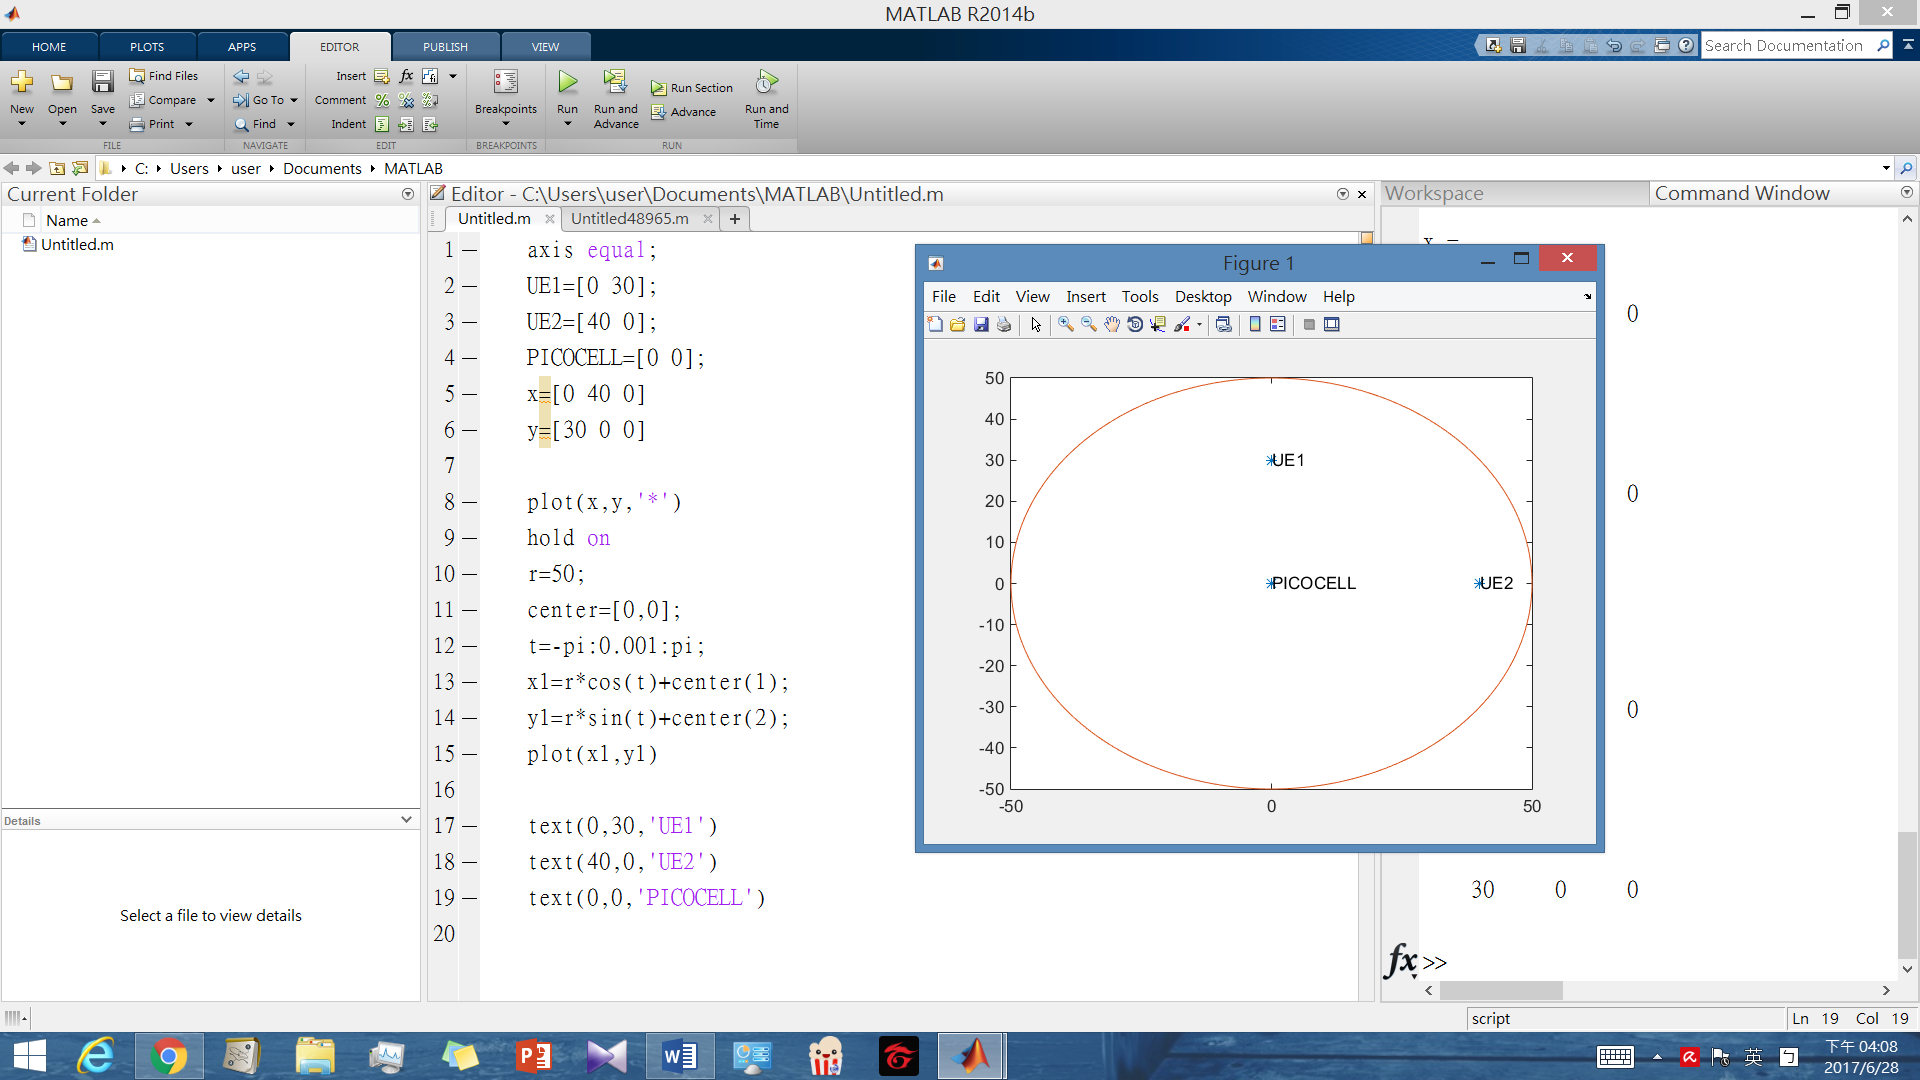 MATLAB R2014b
HOME PLOTS APPS EDITOR PUBLISH VIEW
Search Documentation
New Open Save Find Files Compare Print
Go To Find
Insert fx
Comment
Indent
Breakpoints
Run Run and Advance Run Section Advance Run and Time
FILE NAVIGATE EDIT BREAKPOINTS RUN
C: Users user Documents MATLAB
Current Folder
Name
Untitled.m
Details
Select a file to view details
Editor - C:\Users\user\Documents\MATLAB\Untitled.m
Untitled.m Untitled48965.m +
1 axis equal;
2 UE1=[0 30];
3 UE2=[40 0];
4 PICOCELL=[0 0];
5 x=[0 40 0]
6 y=[30 0 0]
7
8 plot(x,y,'*')
9 hold on
10 r=50;
11 center=[0,0];
12 t=-pi:0.001:pi;
13 x1=r*cos(t)+center(1);
14 y1=r*sin(t)+center(2);
15 plot(x1,y1)
16
17 text(0,30,'UE1')
18 text(40,0,'UE2')
19 text(0,0,'PICOCELL')
20
Figure 1
File Edit View Insert Tools Desktop Window Help
50
40
30
20
10
0
-10
-20
-30
-40
-50
-50 0 50
UE1
PICOCELL
UE2
Workspace
Command Window
x =
0
0
0
30 0 0
fx >>
script
Ln 19 Col 19
英
下午 04:08
2017/6/28